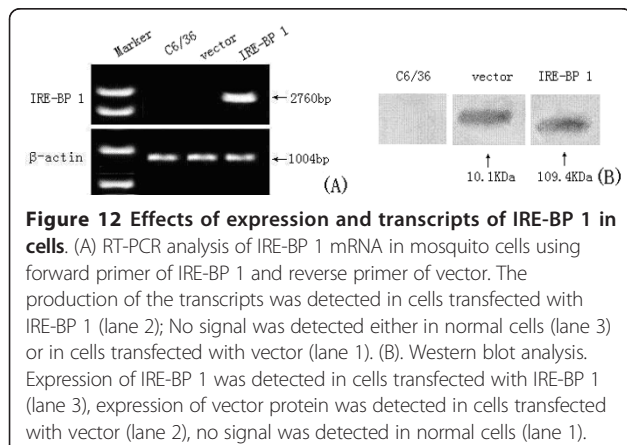 Marker C6/36 vector IRE-BP 1
IRE-BP 1 ←2760bp
β-actin ←1004bp
(A)
C6/36 vector IRE-BP 1
↑ ↑
10.1KDa 109.4KDa (B)
Figure 12 Effects of expression and transcripts of IRE-BP 1 in
cells. (A) RT-PCR analysis of IRE-BP 1 mRNA in mosquito cells using
forward primer of IRE-BP 1 and reverse primer of vector. The
production of the transcripts was detected in cells transfected with
IRE-BP 1 (lane 2); No signal was detected either in normal cells (lane 3)
or in cells transfected with vector (lane 1). (B). Western blot analysis.
Expression of IRE-BP 1 was detected in cells transfected with IRE-BP 1
(lane 3), expression of vector protein was detected in cells transfected
with vector (lane 2), no signal was detected in normal cells (lane 1).